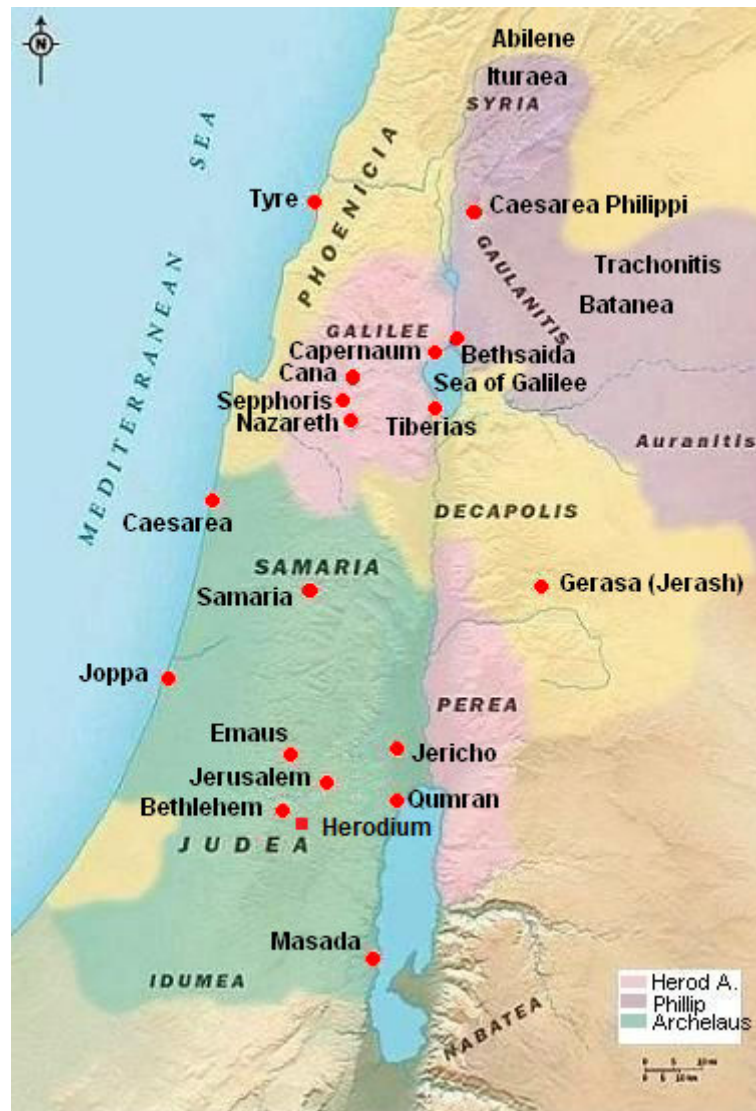 N
Abilene
Ituraea
SYRIA
MEDITERRANEAN SEA
PHOENICIA
Tyre
Caesarea Philippi
GAULANITIS
Trachonitis
Batanea
GALILEE
Capernaum
Bethsaida
Cana
Sea of Galilee
Sepphoris
Nazareth
Tiberias
Auranitis
Caesarea
DECAPOLIS
SAMARIA
Samaria
Gerasa (Jerash)
Joppa
PEREA
Emaus
Jericho
Jerusalem
Bethlehem
Qumran
Herodium
JUDEA
Masada
IDUMEA
NABATEA
Herod A.
Phillip
Archelaus